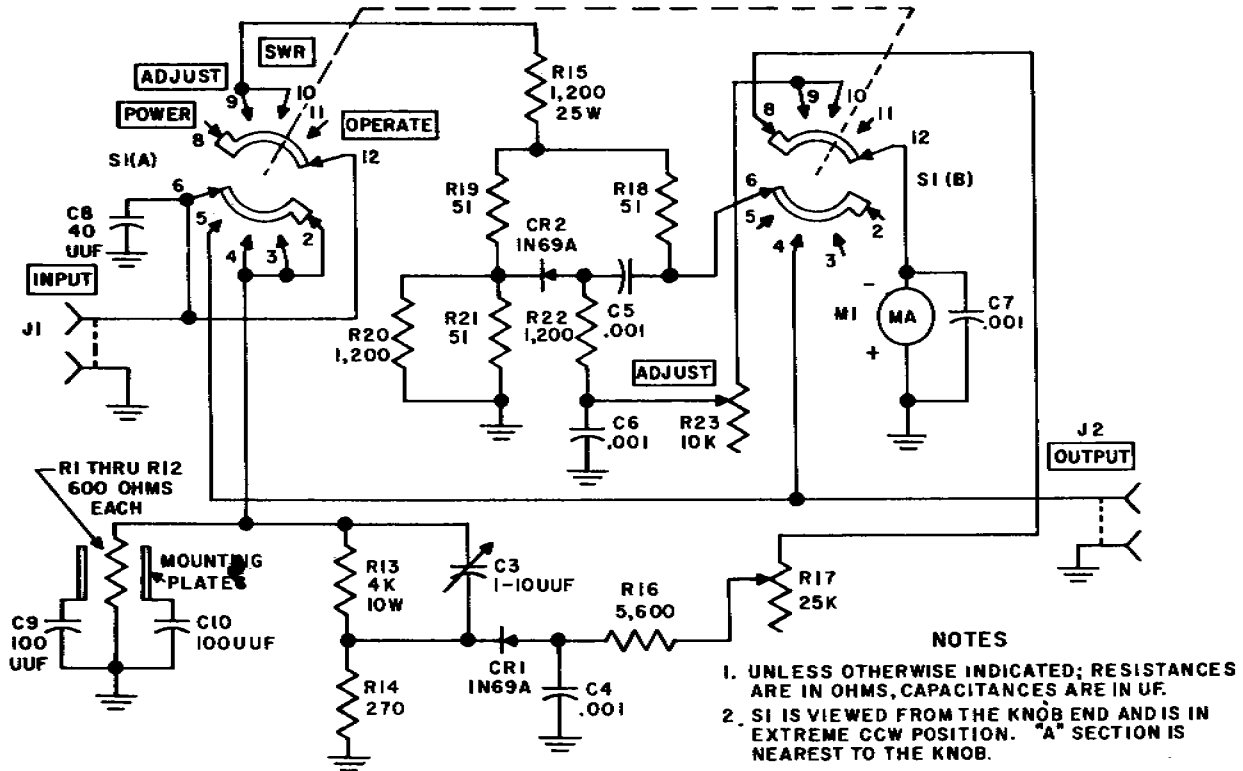 SWR
ADJUST
9
10
11
POWER
8
OPERATE
12
S1(A)
6
5
4
3
2
C8
40
UUF
INPUT
J1
R15
1,200
25W
R19
51
R18
51
CR2
1N69A
R20
1,200
R21
51
R22
1,200
C5
.001
ADJUST
C6
.001
R23
10K
8
9
10
11
12
S1(B)
6
5
4
3
2
-
M1
MA
+
C7
.001
J2
OUTPUT
R1 THRU R12
600 OHMS
EACH
MOUNTING
PLATES
C9
100
UUF
C10
100UUF
R13
4K
10W
C3
1-10UUF
R14
270
CR1
1N69A
C4
.001
R16
5,600
R17
25K
NOTES
1. UNLESS OTHERWISE INDICATED; RESISTANCES
ARE IN OHMS, CAPACITANCES ARE IN UF.
2. S1 IS VIEWED FROM THE KNOB END AND IS IN
EXTREME CCW POSITION. "A" SECTION IS
NEAREST TO THE KNOB.